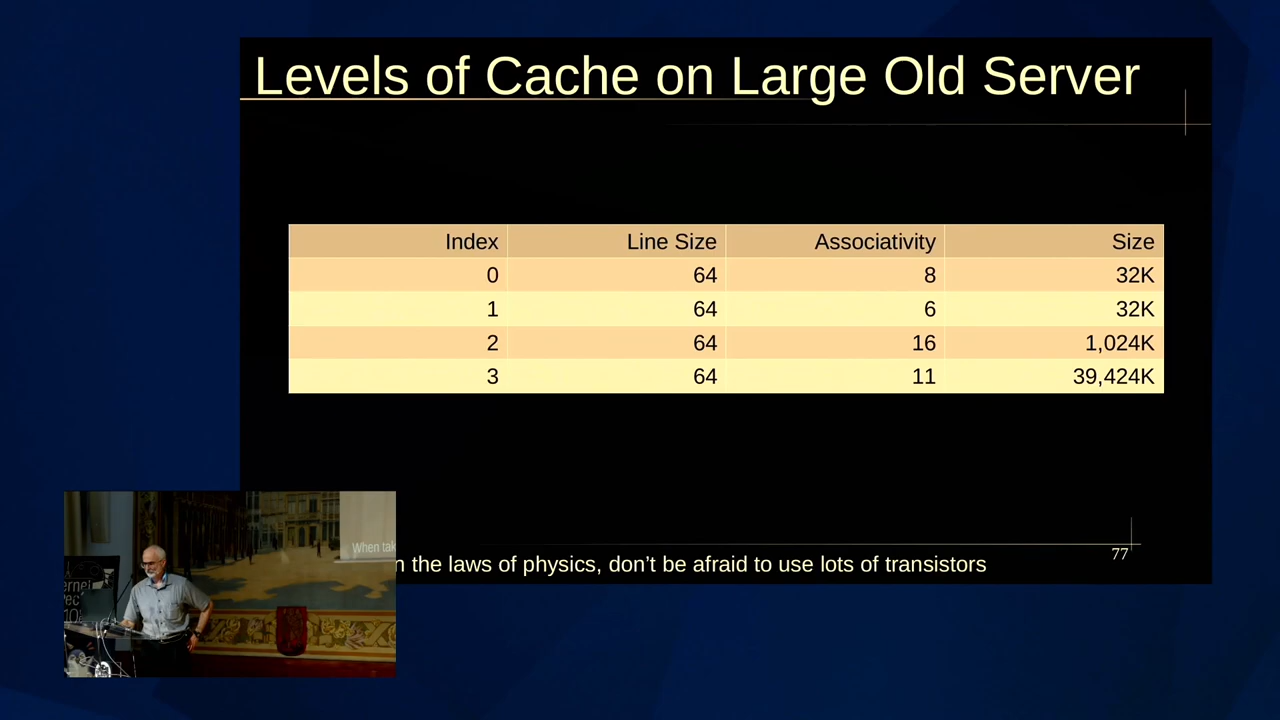 Levels of Cache on Large Old Server
Index Line Size Associativity Size
0 64 8 32K
1 64 6 32K
2 64 16 1,024K
3 64 11 39,424K
When tak
n the laws of physics, don’t be afraid to use lots of transistors
77